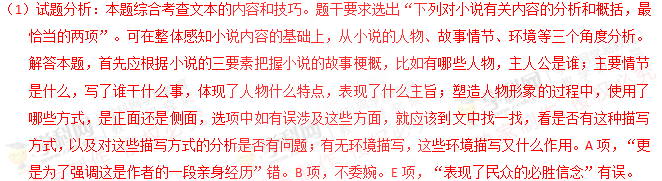 （1）试题分析：本题综合考查文本的内容和技巧。题干要求选出“下列对小说有关内容的分析和概括，最
恰当的两项”。可在整体感知小说内容的基础上，从小说的人物、故事情节、环境等三个角度分析。
解答本题，首先应根据小说的三要素把握小说的故事梗概，比如有哪些人物，主人公是谁；主要情节
是什么，写了谁干什么事，体现了人物什么特点，表现了什么主旨；塑造人物形象的过程中，使用了
哪些方式，是正面还是侧面，选项中如有误涉及这些方面，就应该到文中找一找，看是否有这种描写
方式，以及对这些描写方式的分析是否有问题；有无环境描写，这些环境描写又什么作用。A 项，“更
是为了强调这是作者的一段亲身经历”错。B 项，不委婉。E 项，“表现了民众的必胜信念”有误。